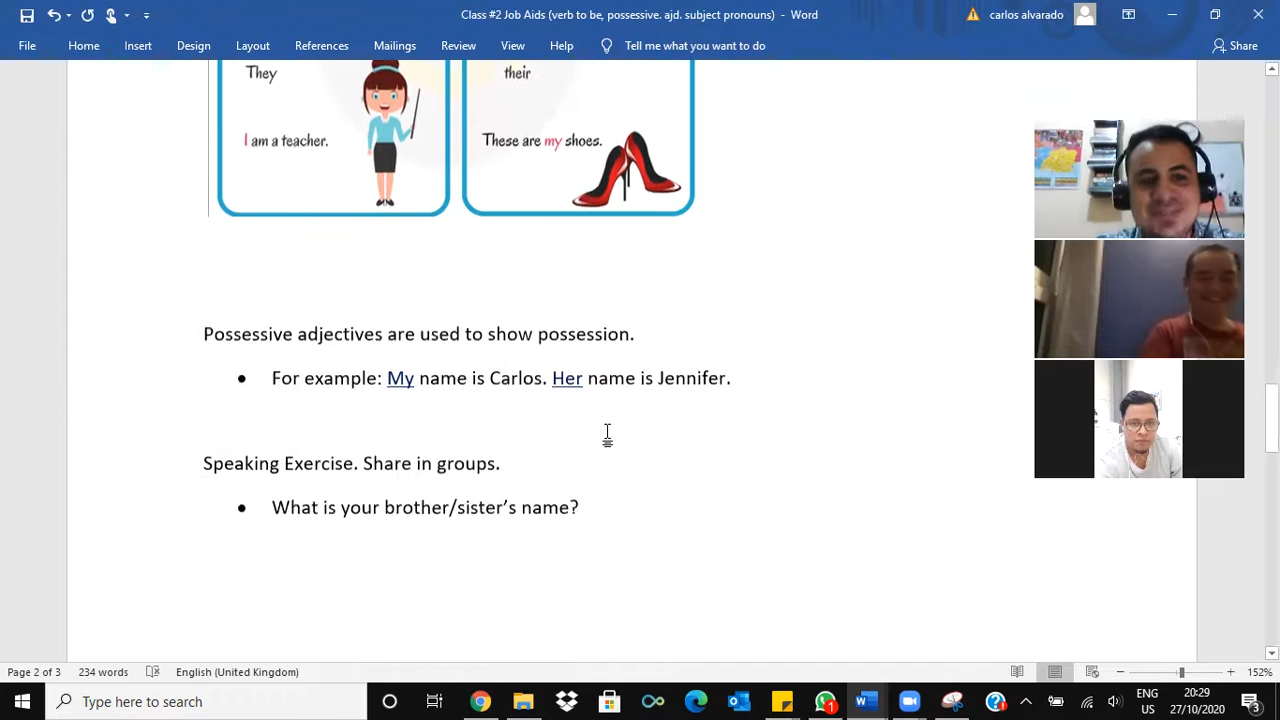 Class #2 Job Aids (verb to be, possessive. ajd. subject pronouns) - Word
carlos alvarado
File Home Insert Design Layout References Mailings Review View Help Tell me what you want to do Share
They their
I am a teacher. These are my shoes.
Possessive adjectives are used to show possession.
• For example: My name is Carlos. Her name is Jennifer.
Speaking Exercise. Share in groups.
• What is your brother/sister’s name?
Page 2 of 3 234 words English (United Kingdom) 152%
Type here to search
ENG
US
20:29
27/10/2020
1
3